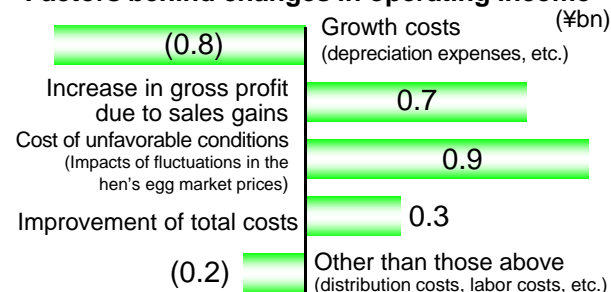 Factors behind changes in operating income
(¥bn)
(0.8)
Growth costs
(depreciation expenses, etc.)
Increase in gross profit
due to sales gains
0.7
Cost of unfavorable conditions
(Impacts of fluctuations in the
hen's egg market prices)
0.9
Improvement of total costs
0.3
(0.2)
Other than those above
(distribution costs, labor costs, etc.)